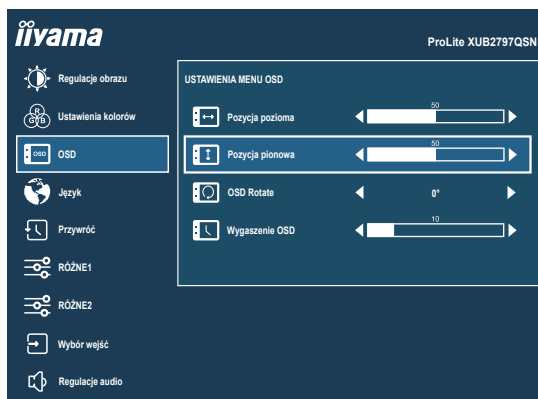 iiyama
ProLite XUB2797QSN
Regulacje obrazu
USTAWIENIA MENU OSD
R
G B
Ustawienia kolorów
Pozycja pozioma
50
OSD
OSD
Pozycja pionowa
50
Język
OSD Rotate
0°
Przywróć
Wygaszenie OSD
10
RÓŻNE1
RÓŻNE2
Wybór wejść
Regulacje audio